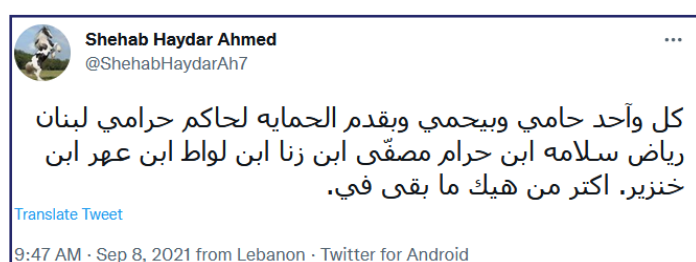 Shehab Haydar Ahmed
...
@ShehabHaydarAh7
كل وآحد حامي وبيحمي وبقدم الحمايه لحاكم حرامي لبنان
رياض سلامه ابن حرام مصفّى ابن زنا ابن لواط ابن عهر ابن
خنزير. اكتر من هيك ما بقى في.
Translate Tweet
9:47 AM · Sep 8, 2021 from Lebanon · Twitter for Android